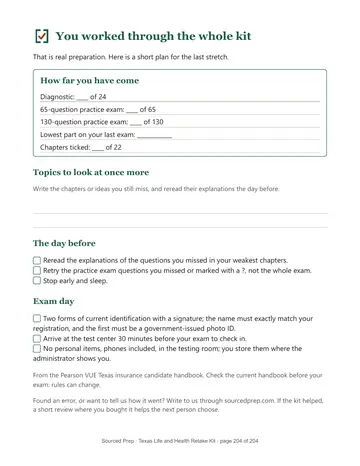 You worked through the whole kit
That is real preparation. Here is a short plan for the last stretch.
How far you have come
Diagnostic: ____ of 24
65-question practice exam: ____ of 65
130-question practice exam: ____ of 130
Lowest part on your last exam: ____________
Chapters ticked: ____ of 22
Topics to look at once more
Write the chapters or ideas you still miss, and reread their explanations the day before.
The day before
Reread the explanations of the questions you missed in your weakest chapters.
Retry the practice exam questions you missed or marked with a ?, not the whole exam.
Stop early and sleep.
Exam day
Two forms of current identification with a signature; the name must exactly match your
registration, and the first must be a government-issued photo ID.
Arrive at the test center 30 minutes before your exam to check in.
No personal items, phones included, in the testing room; you store them where the
administrator shows you.
From the Pearson VUE Texas insurance candidate handbook. Check the current handbook before your
exam: rules can change.
Found an error, or want to tell us how it went? Write to us through sourcedprep.com. If the kit helped,
a short review where you bought it helps the next person choose.
Sourced Prep · Texas Life and Health Retake Kit · page 204 of 204